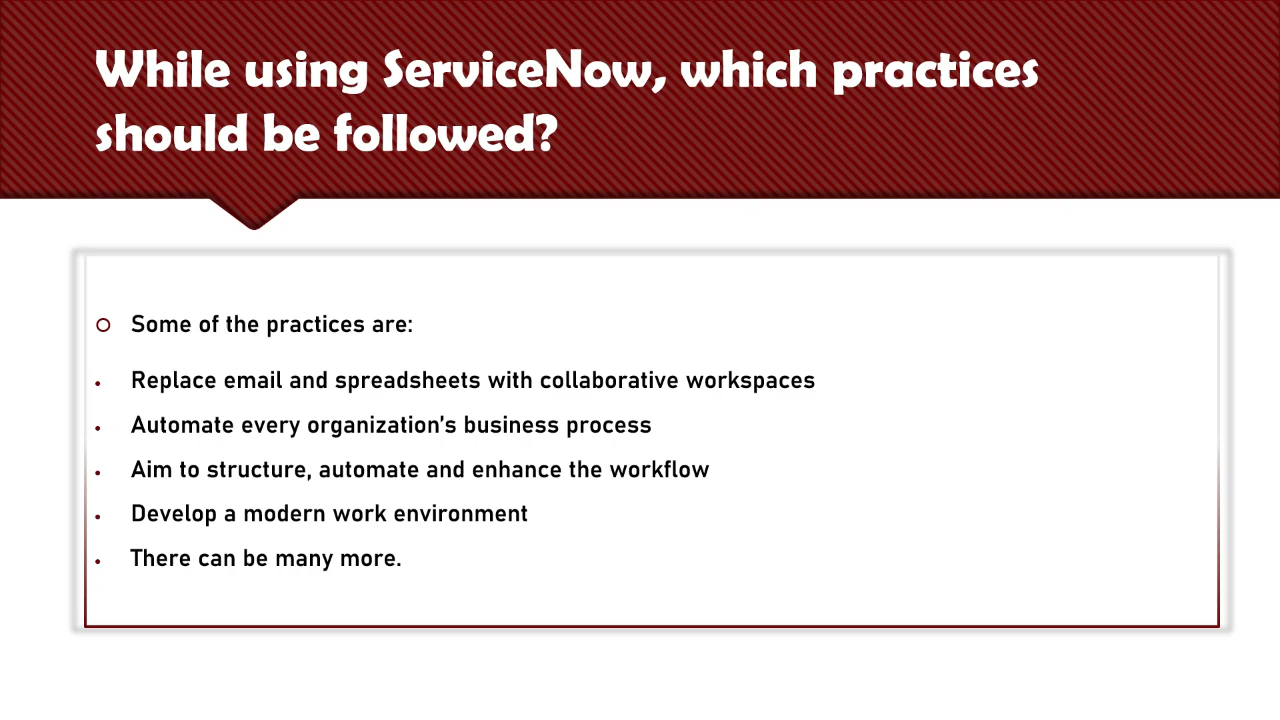 While using ServiceNow, which practices
should be followed?
Some of the practices are:
Replace email and spreadsheets with collaborative workspaces
Automate every organization's business process
Aim to structure, automate and enhance the workflow
Develop a modern work environment
There can be many more.